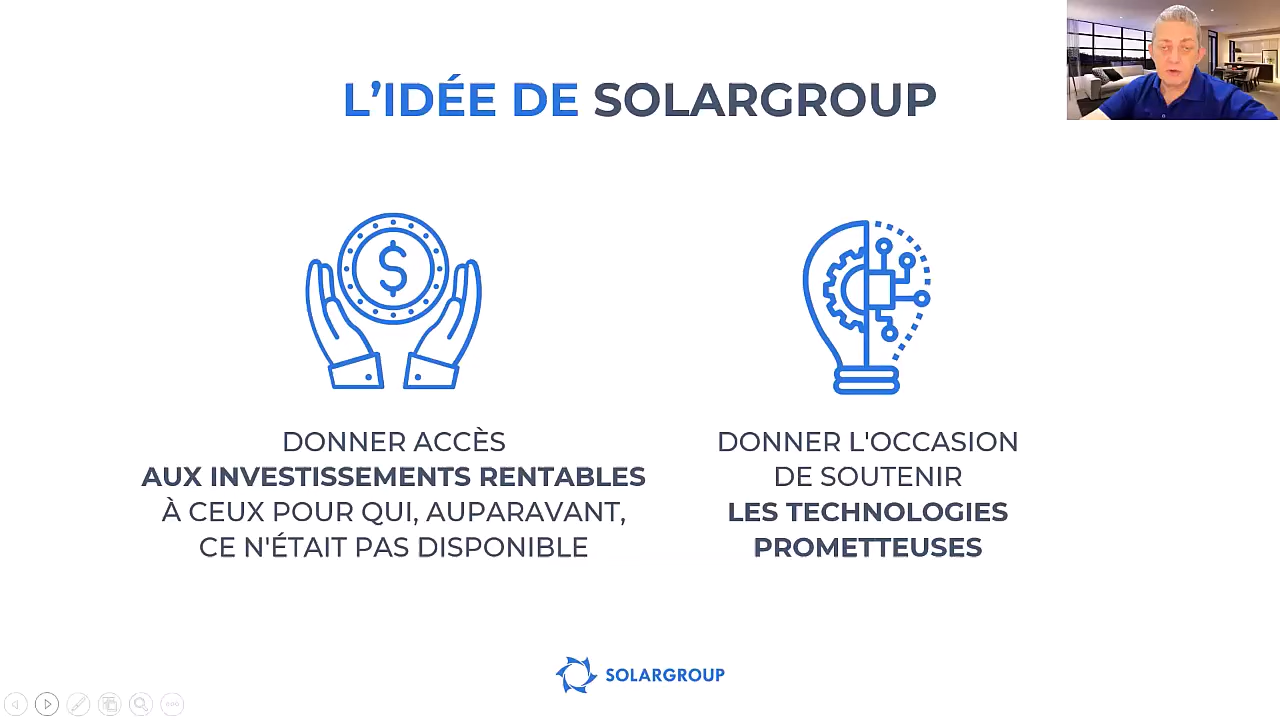 L'IDÉE DE SOLARGROUP
DONNER ACCÈS
AUX INVESTISSEMENTS RENTABLES
À CEUX POUR QUI, AUPARAVANT,
CE N'ÉTAIT PAS DISPONIBLE
DONNER L'OCCASION
DE SOUTENIR
LES TECHNOLOGIES
PROMETTEUSES
SOLARGROUP